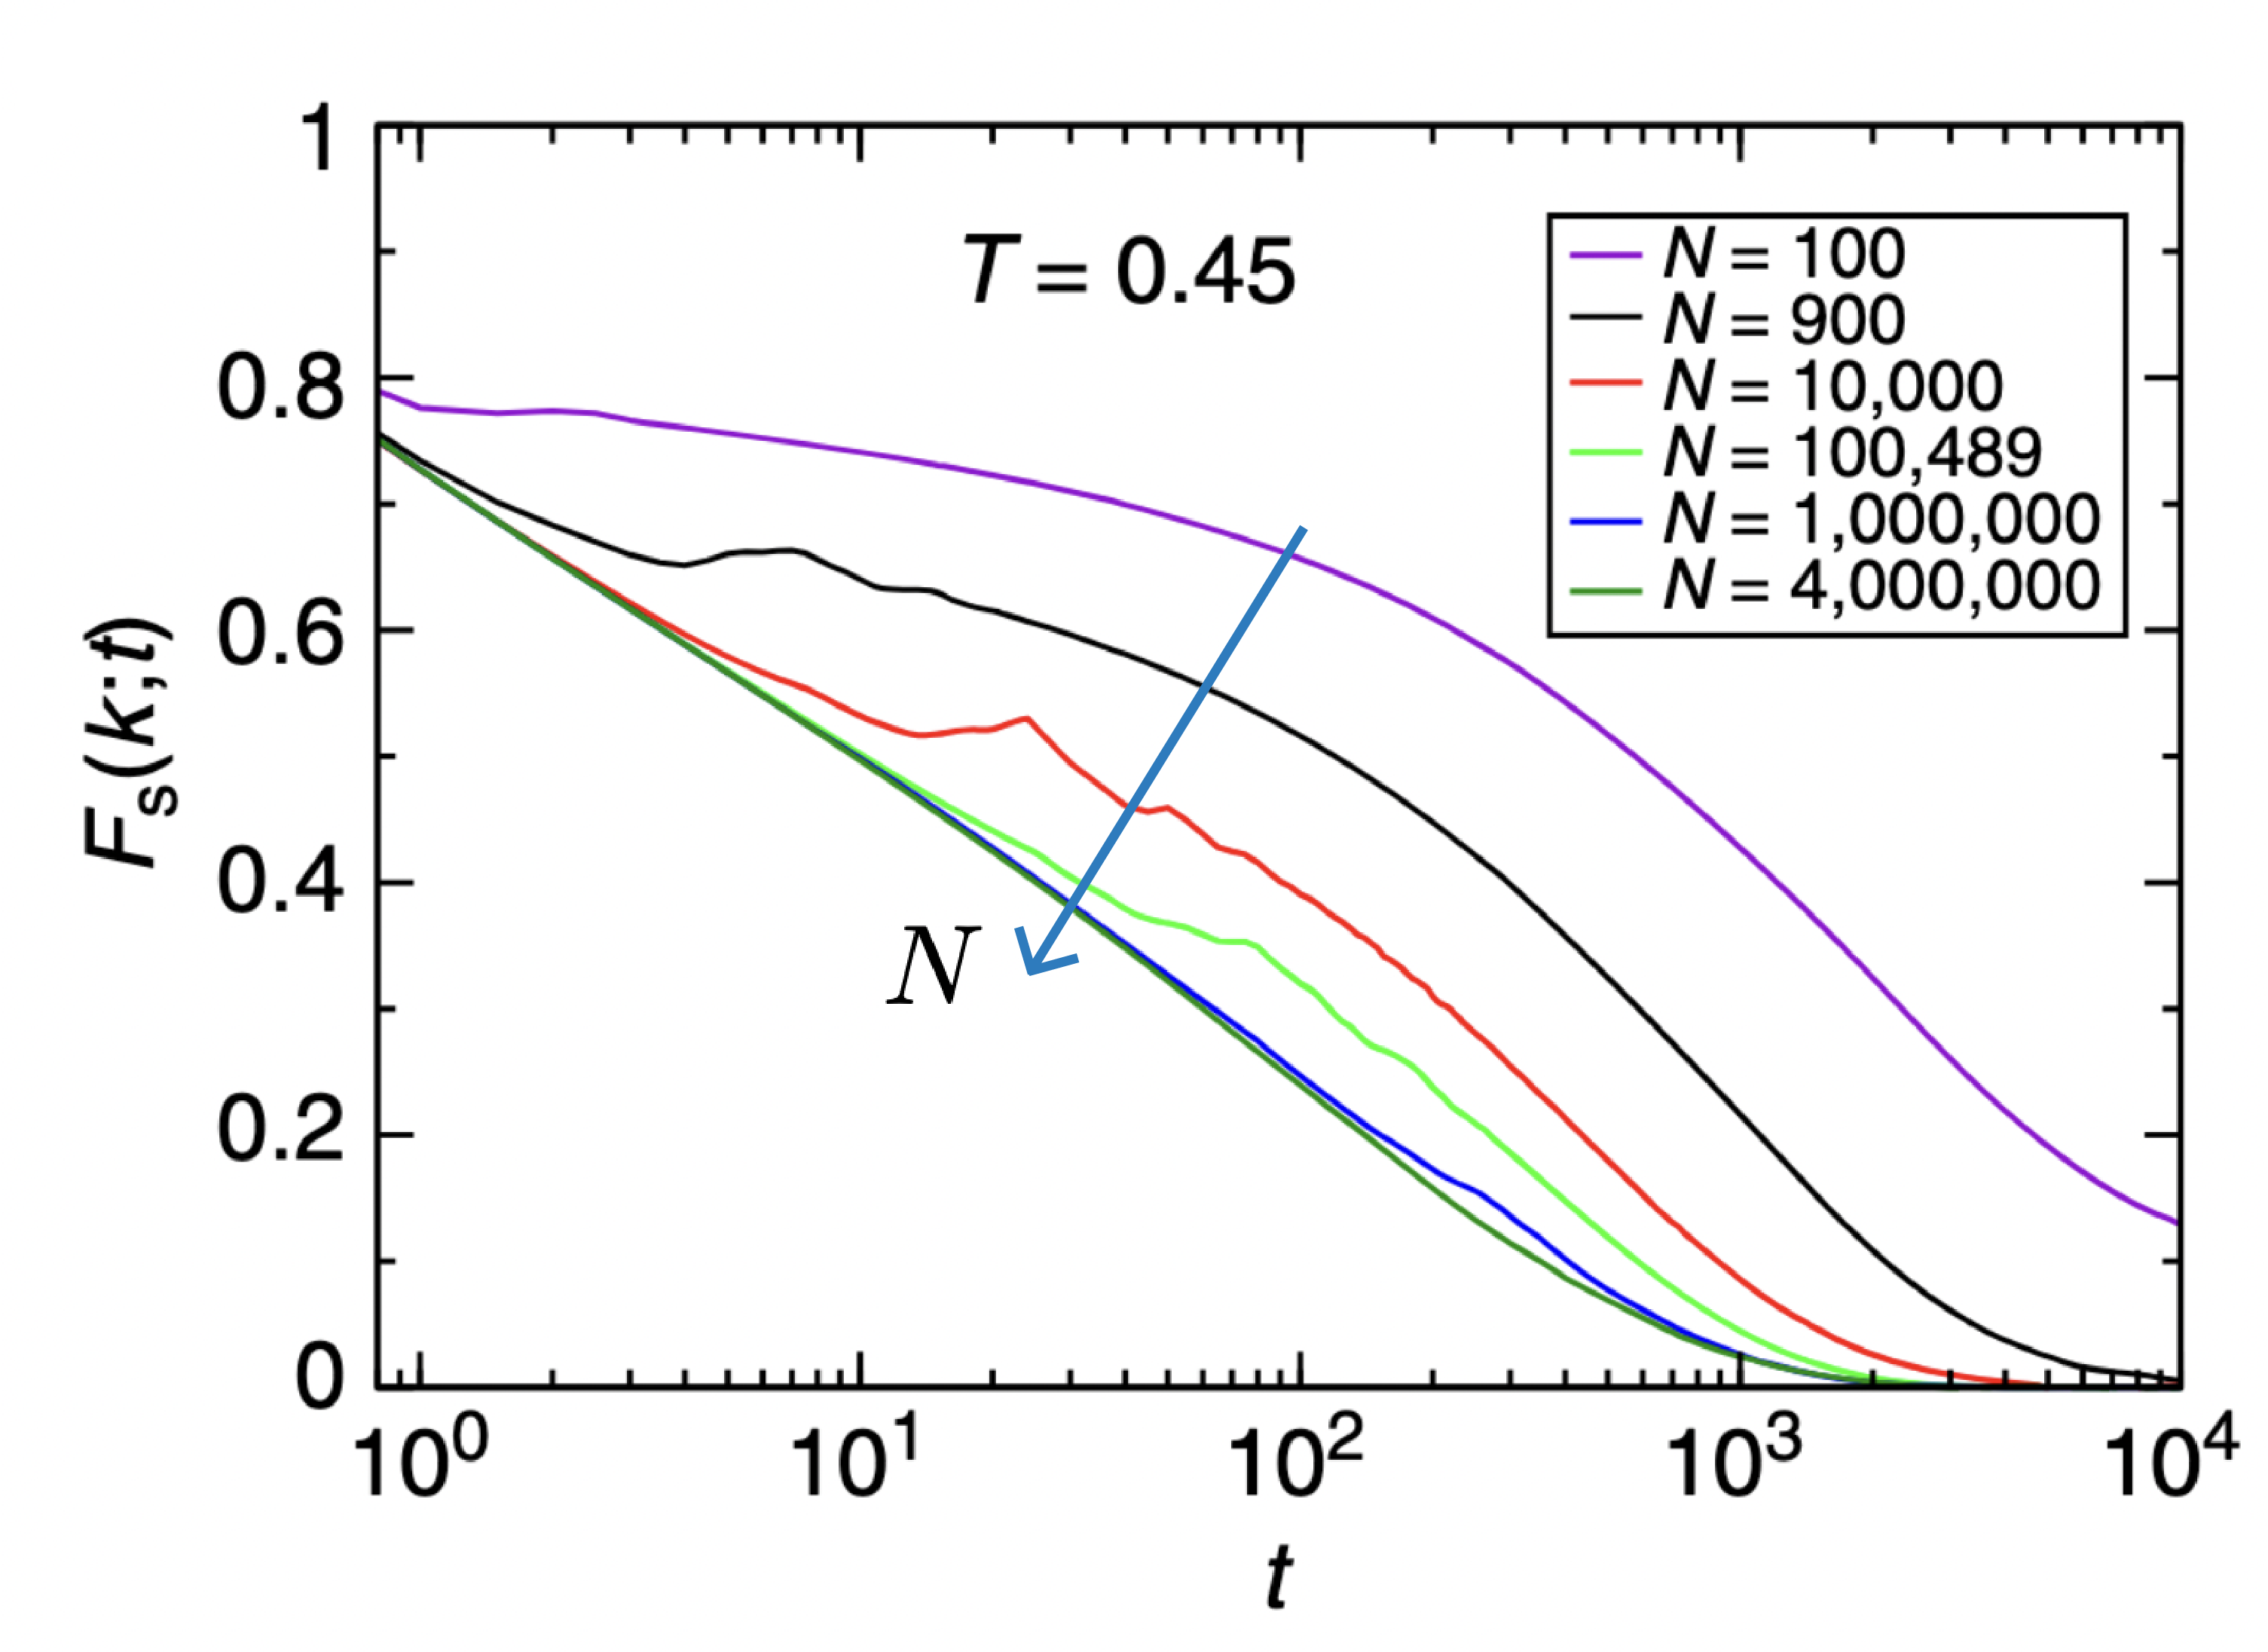 1
0.8
0.6
0.4
0.2
0
F_s(k;t)
T = 0.45
N = 100
N = 900
N = 10,000
N = 100,489
N = 1,000,000
N = 4,000,000
N
10^0 10^1 10^2 10^3 10^4
t